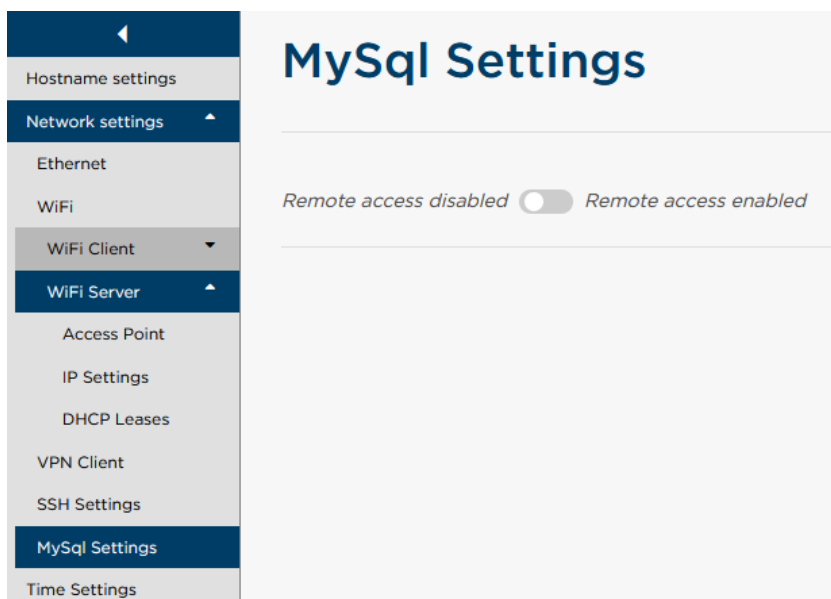 Hostname settings
Network settings
Ethernet
WiFi
WiFi Client
WiFi Server
Access Point
IP Settings
DHCP Leases
VPN Client
SSH Settings
MySql Settings
Time Settings
MySql Settings
Remote access disabled Remote access enabled